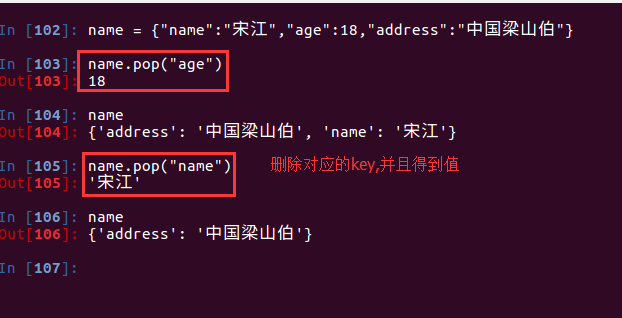 In [102]: name = {"name":"宋江","age":18,"address":"中国梁山伯"}
In [103]: name.pop("age")
Out[103]: 18
In [104]: name
Out[104]: {'address': '中国梁山伯', 'name': '宋江'}
In [105]: name.pop("name") 删除对应的key,并且得到值
Out[105]: '宋江'
In [106]: name
Out[106]: {'address': '中国梁山伯'}
In [107]: